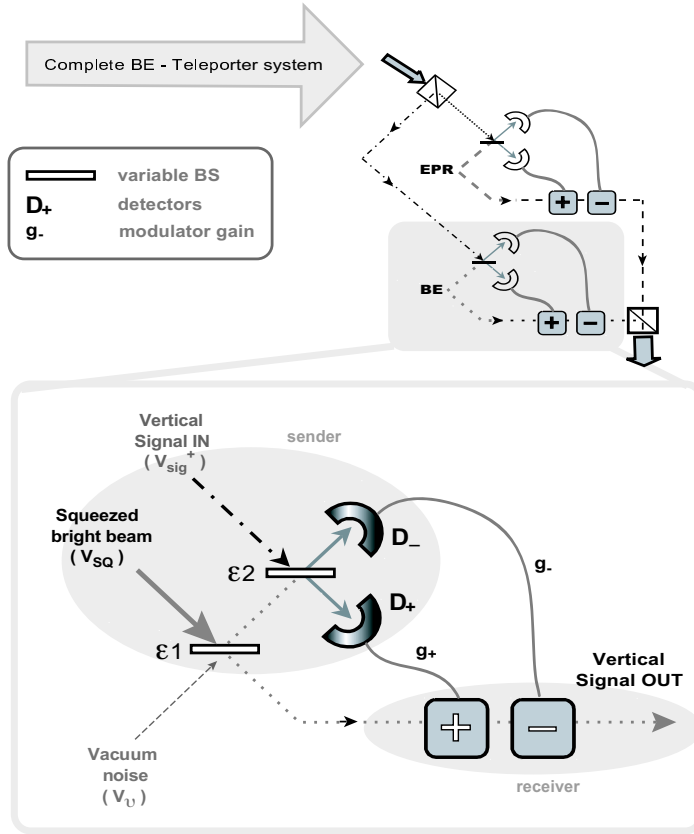 Complete BE - Teleporter system
variable BS
D+ detectors
g- modulator gain
EPR
+ −
BE
+ −
Vertical
Signal IN
( Vsig+ )
sender
Squeezed
bright beam
( VSQ )
ε2
D−
D+
ε1
g-
g+
Vertical
Signal OUT
+ −
Vacuum
noise
( Vυ )
receiver